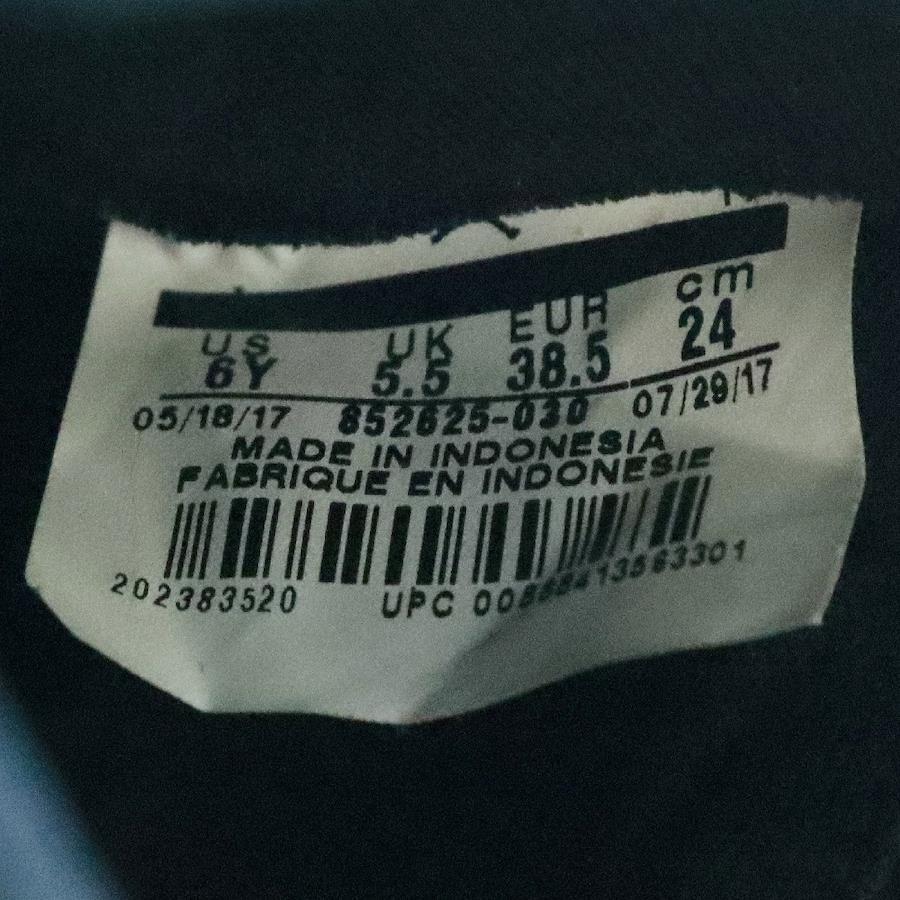 US UK EUR cm
6Y 5.5 38.5 24
05/18/17 852625-030 07/29/17
MADE IN INDONESIA
FABRIQUE EN INDONESIE
202383520 UPC